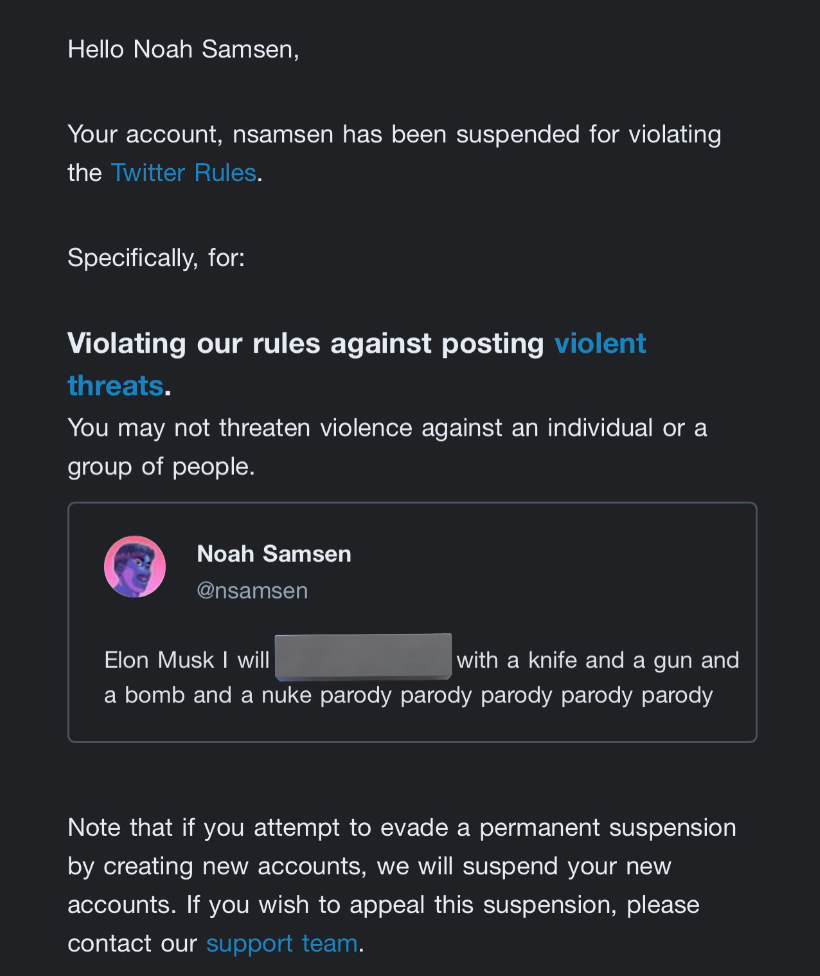 Hello Noah Samsen,
Your account, nsamsen has been suspended for violating
the Twitter Rules.
Specifically, for:
Violating our rules against posting violent
threats.
You may not threaten violence against an individual or a
group of people.
Noah Samsen
@nsamsen
Elon Musk I will with a knife and a gun and
a bomb and a nuke parody parody parody parody parody
Note that if you attempt to evade a permanent suspension
by creating new accounts, we will suspend your new
accounts. If you wish to appeal this suspension, please
contact our support team.